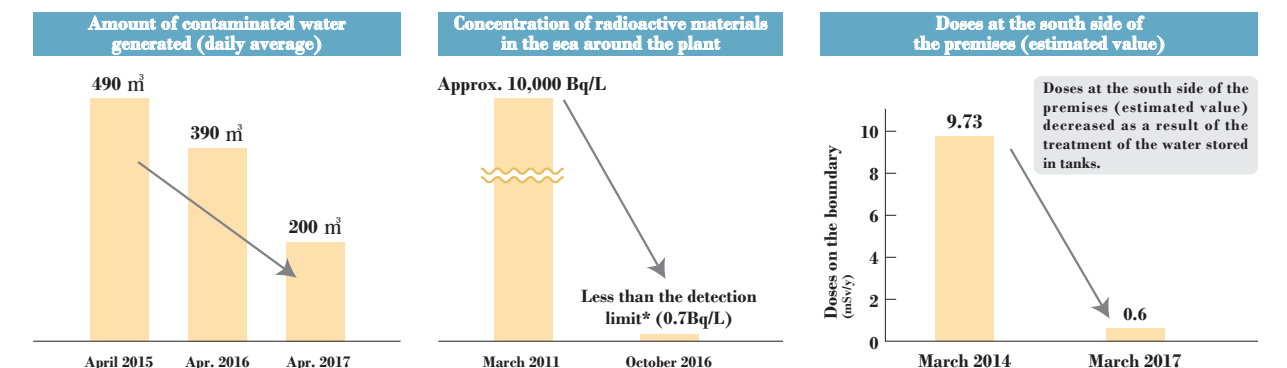 Amount of contaminated water
generated (daily average)
490 m³
390 m³
200 m³
April 2015
Apr. 2016
Apr. 2017
Concentration of radioactive materials
in the sea around the plant
Approx. 10,000 Bq/L
Less than the detection
limit* (0.7Bq/L)
March 2011
October 2016
Doses at the south side of
the premises (estimated value)
Doses at the south side of the
premises (estimated value)
decreased as a result of the
treatment of the water stored
in tanks.
Doses on the boundary
(mSv/y)
10
8
6
4
2
0
9.73
0.6
March 2014
March 2017